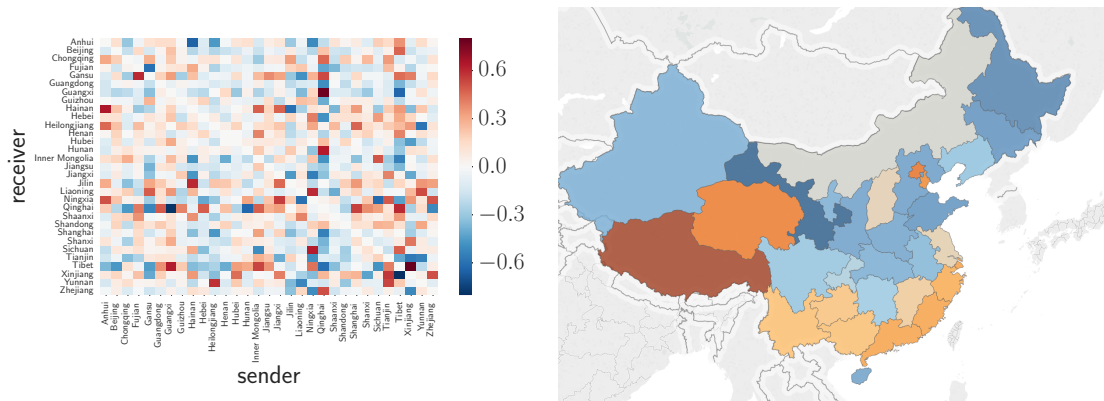 receiver
Anhui
Beijing
Chongqing
Fujian
Gansu
Guangdong
Guangxi
Guizhou
Hainan
Hebei
Heilongjiang
Henan
Hubei
Hunan
Inner Mongolia
Jiangsu
Jiangxi
Jilin
Liaoning
Ningxia
Qinghai
Shaanxi
Shandong
Shanghai
Shanxi
Sichuan
Tianjin
Tibet
Xinjiang
Yunnan
Zhejiang
0.6
0.3
0.0
−0.3
−0.6
Anhui
Beijing
Chongqing
Fujian
Gansu
Guangdong
Guangxi
Guizhou
Hainan
Hebei
Heilongjiang
Henan
Hubei
Hunan
Inner Mongolia
Jiangsu
Jiangxi
Jilin
Liaoning
Ningxia
Qinghai
Shaanxi
Shandong
Shanghai
Shanxi
Sichuan
Tianjin
Tibet
Xinjiang
Yunnan
Zhejiang
sender